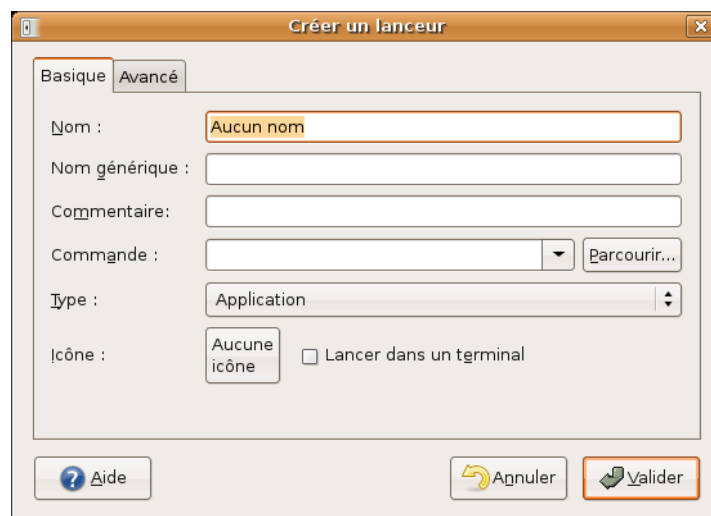 Créer un lanceur
Basique Avancé
Nom : Aucun nom
Nom générique :
Commentaire:
Commande : Parcourir...
Type : Application
Icône : Aucune icône Lancer dans un terminal
Aide Annuler Valider